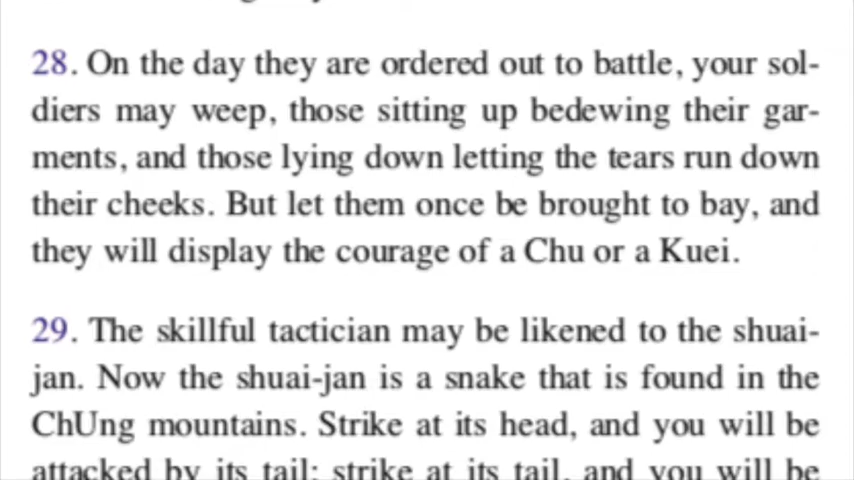 28. On the day they are ordered out to battle, your sol-
diers may weep, those sitting up bedewing their gar-
ments, and those lying down letting the tears run down
their cheeks. But let them once be brought to bay, and
they will display the courage of a Chu or a Kuei.
29. The skillful tactician may be likened to the shuai-
jan. Now the shuai-jan is a snake that is found in the
ChUng mountains. Strike at its head, and you will be
attacked by its tail; strike at its tail, and you will be